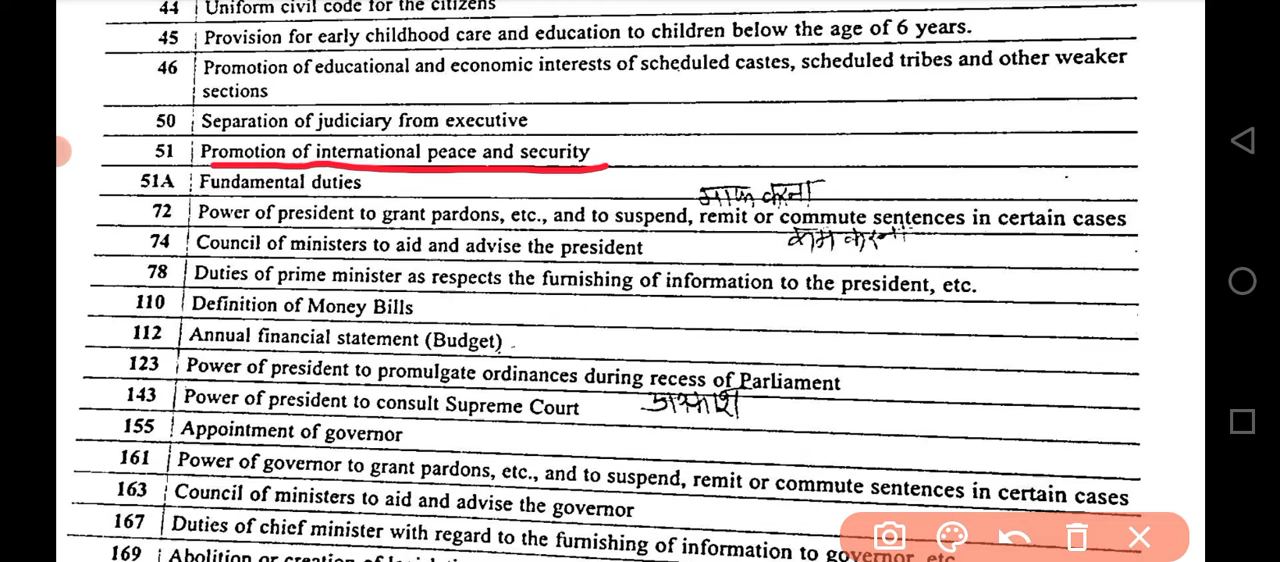 44 Uniform civil code for the citizens
45 Provision for early childhood care and education to children below the age of 6 years.
46 Promotion of educational and economic interests of scheduled castes, scheduled tribes and other weaker
sections
50 Separation of judiciary from executive
51 Promotion of international peace and security
51A Fundamental duties
माफ करना
72 Power of president to grant pardons, etc., and to suspend, remit or commute sentences in certain cases
कम करना
74 Council of ministers to aid and advise the president
78 Duties of prime minister as respects the furnishing of information to the president, etc.
110 Definition of Money Bills
112 Annual financial statement (Budget)
123 Power of president to promulgate ordinances during recess of Parliament
143 Power of president to consult Supreme Court
155 Appointment of governor
161 Power of governor to grant pardons, etc., and to suspend, remit or commute sentences in certain cases
163 Council of ministers to aid and advise the governor
167 Duties of chief minister with regard to the furnishing of information to governor, etc.
169 Abolition or creation of